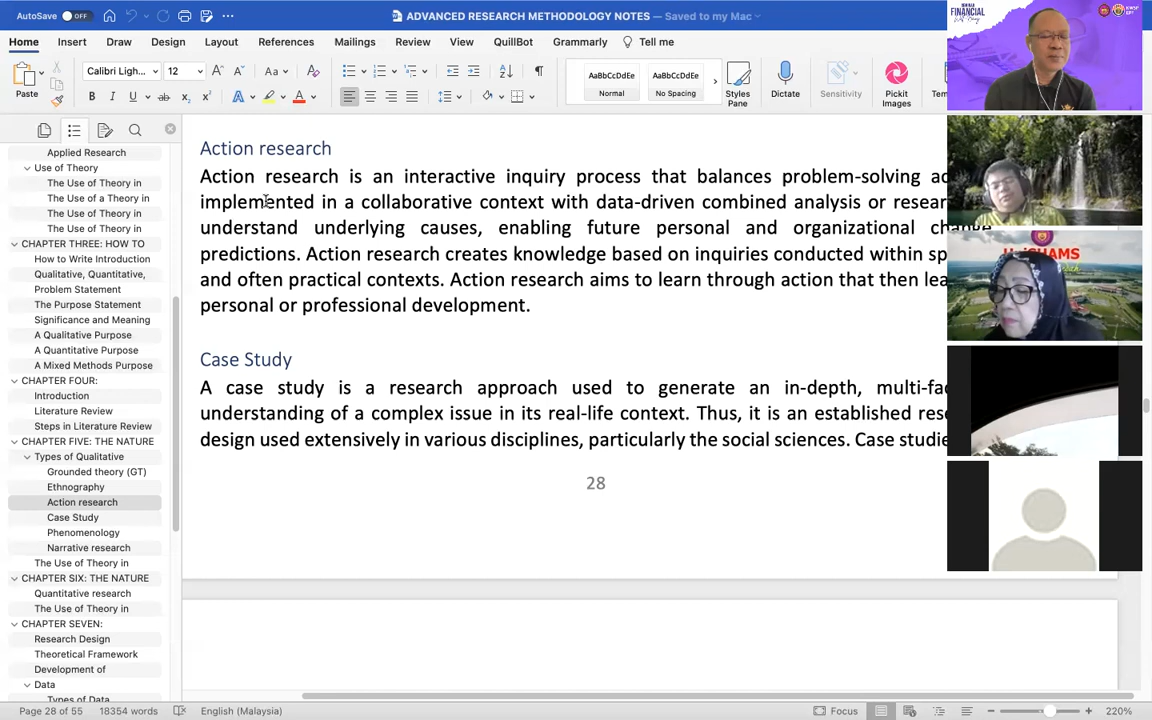 AutoSave OFF
ADVANCED RESEARCH METHODOLOGY NOTES — Saved to my Mac
Home Insert Draw Design Layout References Mailings Review View QuillBot Grammarly Tell me
Paste
Calibri Ligh... 12
AaBbCcDdEe
Normal
AaBbCcDdEe
No Spacing
Styles Pane
Dictate
Sensitivity
Pickit Images
Applied Research
Use of Theory
The Use of Theory in
The Use of a Theory in
The Use of Theory in
The Use of Theory in
CHAPTER THREE: HOW TO
How to Write Introduction
Qualitative, Quantitative,
Problem Statement
The Purpose Statement
Significance and Meaning
A Qualitative Purpose
A Quantitative Purpose
A Mixed Methods Purpose
CHAPTER FOUR:
Introduction
Literature Review
Steps in Literature Review
CHAPTER FIVE: THE NATURE
Types of Qualitative
Grounded theory (GT)
Ethnography
Action research
Case Study
Phenomenology
Narrative research
The Use of Theory in
CHAPTER SIX: THE NATURE
Quantitative research
The Use of Theory in
CHAPTER SEVEN:
Research Design
Theoretical Framework
Development of
Data
Types of Data
Action research
Action research is an interactive inquiry process that balances problem-solving
implemented in a collaborative context with data-driven combined analysis or
understand underlying causes, enabling future personal and organizational change
predictions. Action research creates knowledge based on inquiries conducted within
and often practical contexts. Action research aims to learn through action that then
personal or professional development.
Case Study
A case study is a research approach used to generate an in-depth,
understanding of a complex issue in its real-life context. Thus, it is an established
design used extensively in various disciplines, particularly the social sciences. Case
28
FINANCIAL
Page 28 of 55 18354 words English (Malaysia) Focus 220%